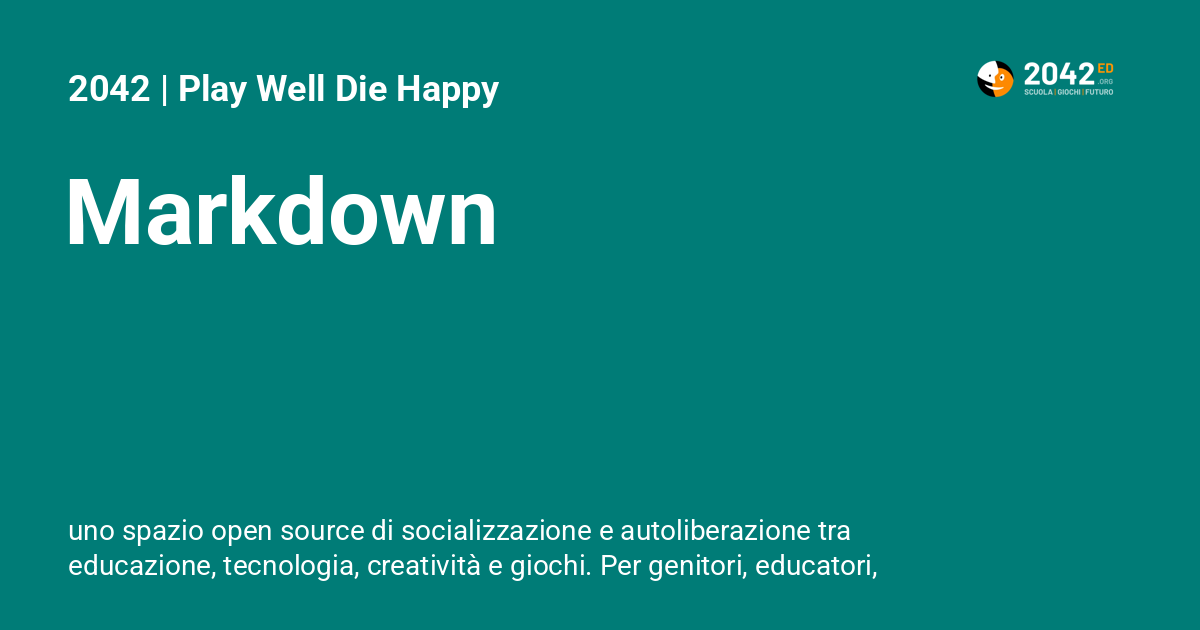 2042 | Play Well Die Happy
2042 ED
.ORG
SCUOLA | GIOCHI | FUTURO
Markdown
uno spazio open source di socializzazione e autoliberazione tra
educazione, tecnologia, creatività e giochi. Per genitori, educatori,